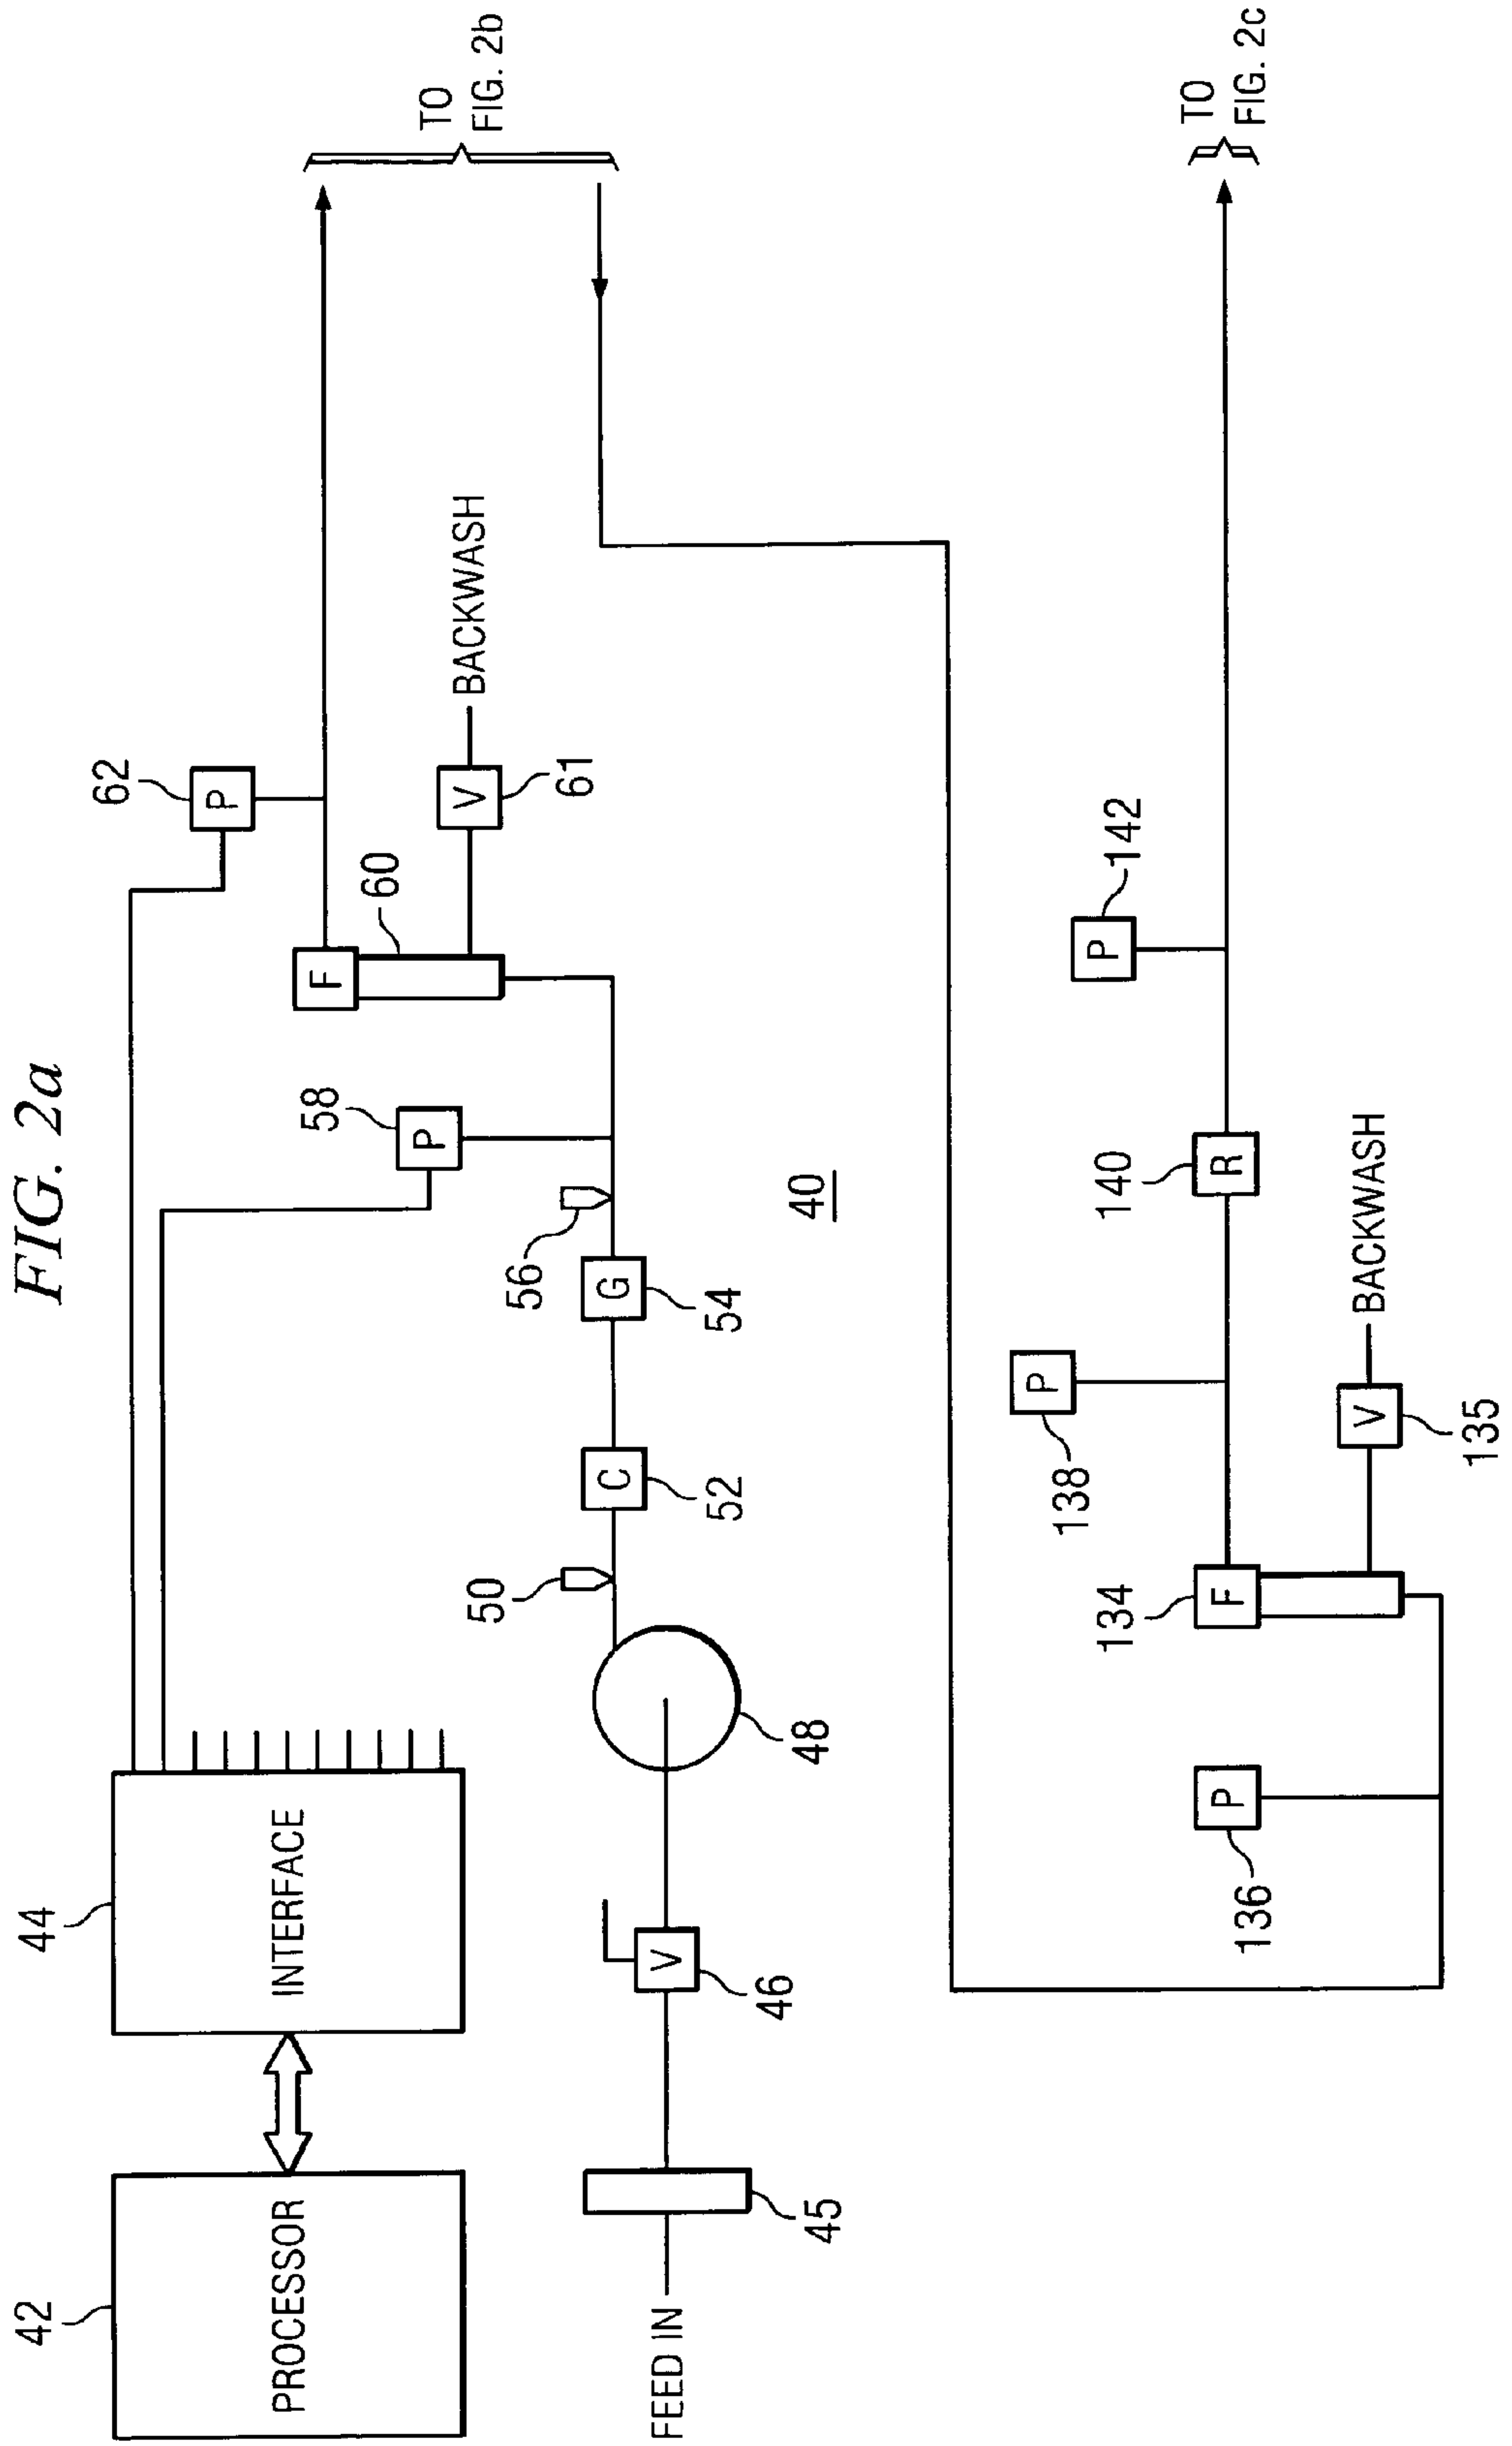 FIG. 2a
42
PROCESSOR
44
INTERFACE
62
P
TO
FIG. 2b
58
P
F
60
V
61
BACKWASH
FEED IN
45
V
46
48
50
C
52
G
54
56
40
P
136
134
F
V
135
BACKWASH
P
138
140
R
P
142
TO
FIG. 2c